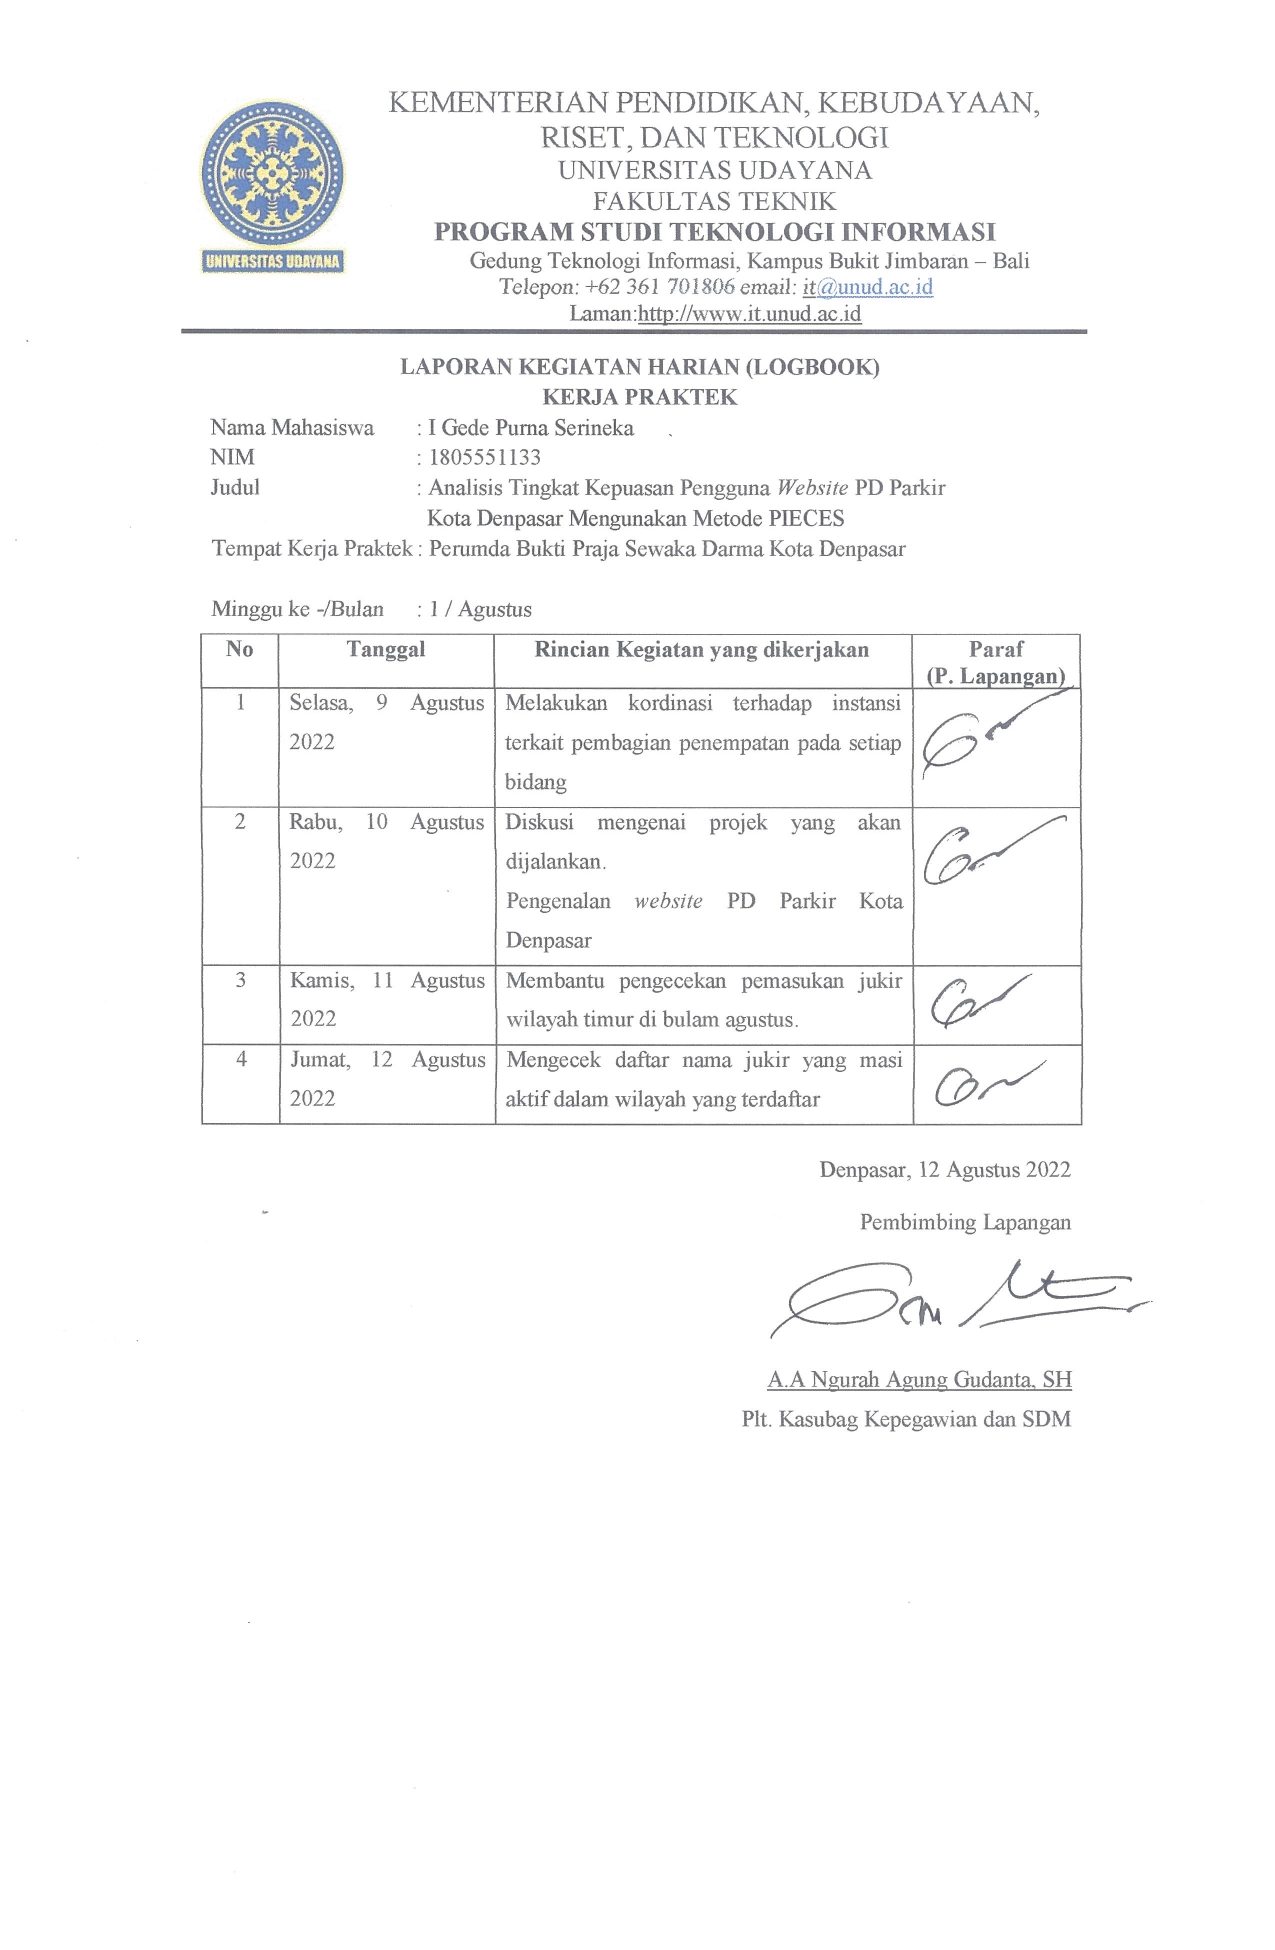 KEMENTERIAN PENDIDIKAN, KEBUDAYAAN,
RISET, DAN TEKNOLOGI
UNIVERSITAS UDAYANA
FAKULTAS TEKNIK
PROGRAM STUDI TEKNOLOGI INFORMASI
Gedung Teknologi Informasi, Kampus Bukit Jimbaran – Bali
Telepon: +62 361 701806 email: it@unud.ac.id
Laman:http://www.it.unud.ac.id
UNIVERSITAS UDAYANA
LAPORAN KEGIATAN HARIAN (LOGBOOK)
KERJA PRAKTEK
Nama Mahasiswa : I Gede Purna Serineka
NIM : 1805551133
Judul : Analisis Tingkat Kepuasan Pengguna Website PD Parkir
Kota Denpasar Mengunakan Metode PIECES
Tempat Kerja Praktek : Perumda Bukti Praja Sewaka Darma Kota Denpasar
Minggu ke -/Bulan : 1 / Agustus
No Tanggal Rincian Kegiatan yang dikerjakan Paraf
(P. Lapangan)
1 Selasa, 9 Agustus Melakukan kordinasi terhadap instansi
2022 terkait pembagian penempatan pada setiap
bidang
2 Rabu, 10 Agustus Diskusi mengenai projek yang akan
2022 dijalankan.
Pengenalan website PD Parkir Kota
Denpasar
3 Kamis, 11 Agustus Membantu pengecekan pemasukan jukir
2022 wilayah timur di bulam agustus.
4 Jumat, 12 Agustus Mengecek daftar nama jukir yang masi
2022 aktif dalam wilayah yang terdaftar
Denpasar, 12 Agustus 2022
Pembimbing Lapangan
A.A Ngurah Agung Gudanta, SH
Plt. Kasubag Kepegawian dan SDM